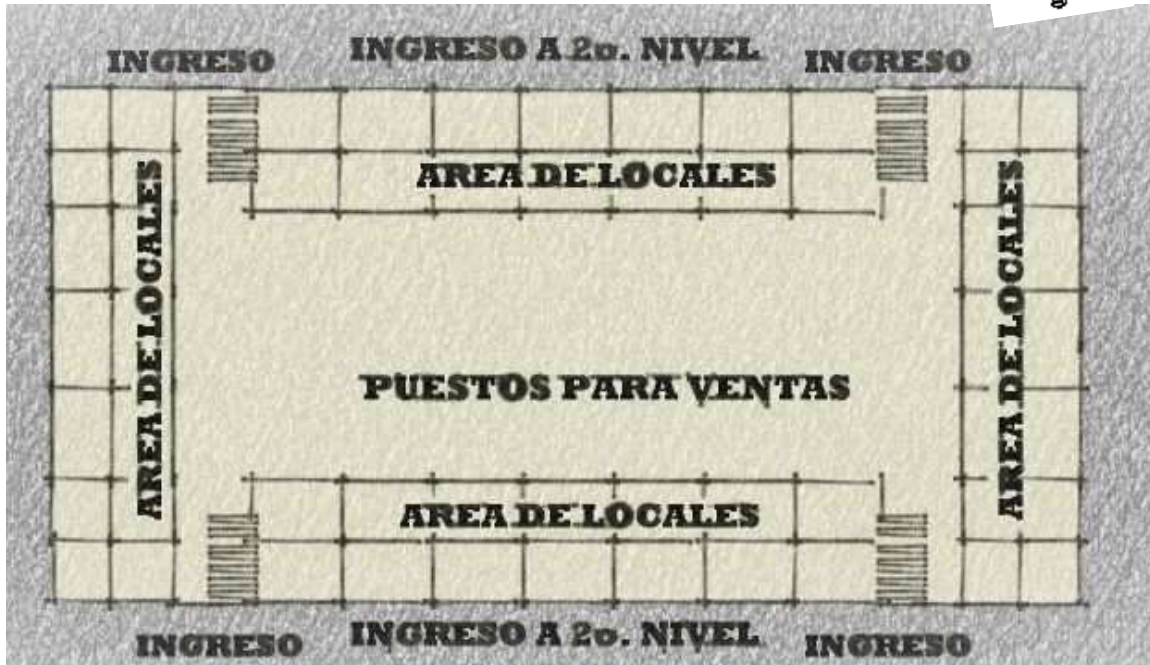 INGRESO
INGRESO A 2o. NIVEL
INGRESO
AREA DE LOCALES
AREA DE LOCALES
AREA DE LOCALES
PUESTOS PARA VENTAS
AREA DE LOCALES
INGRESO
INGRESO A 2o. NIVEL
INGRESO